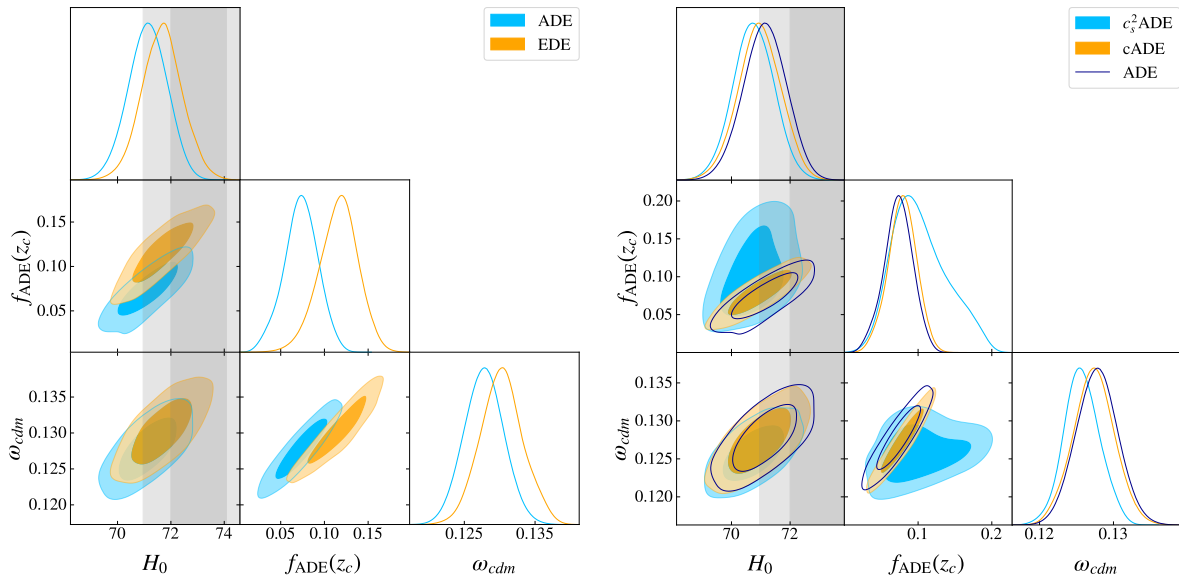 ADE
EDE
0.15
0.10
0.05
f_ADE(z_c)
0.135
0.130
0.125
0.120
ω_cdm
70 72 74
0.05 0.10 0.15
0.125 0.135
H_0
f_ADE(z_c)
ω_cdm
c_s^2ADE
cADE
ADE
0.20
0.15
0.10
0.05
f_ADE(z_c)
0.135
0.130
0.125
0.120
ω_cdm
70 72
0.1 0.2
0.12 0.13
H_0
f_ADE(z_c)
ω_cdm